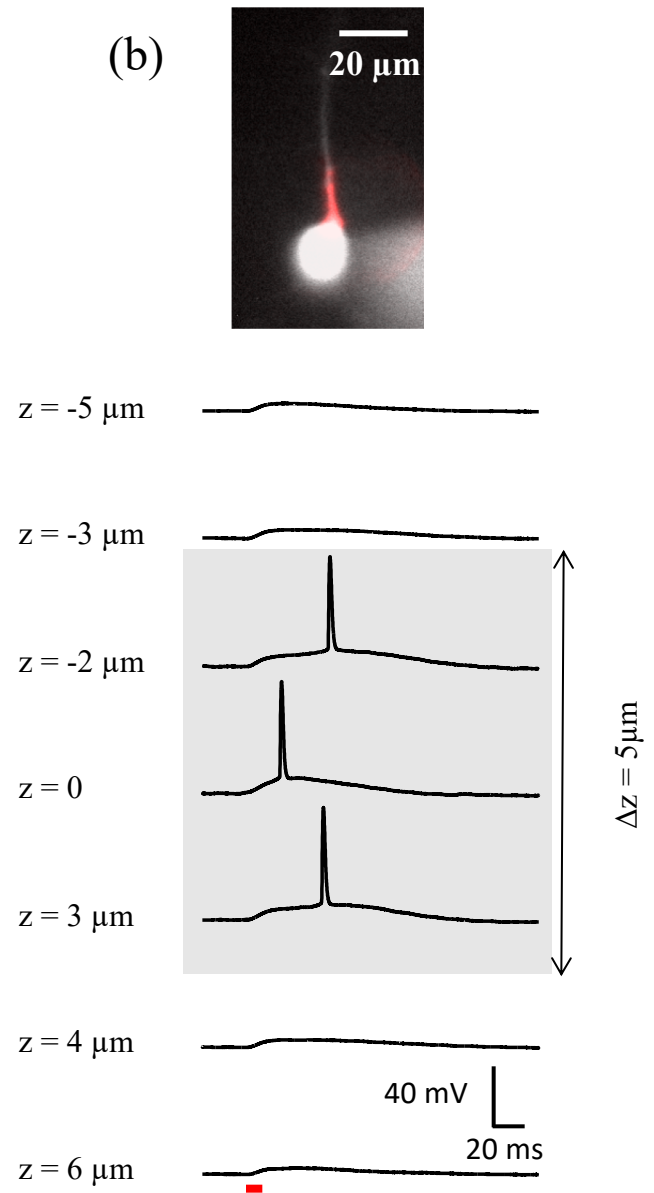 (b)
20 µm
z = -5 µm
z = -3 µm
z = -2 µm
z = 0
z = 3 µm
Δz = 5µm
z = 4 µm
40 mV
20 ms
z = 6 µm